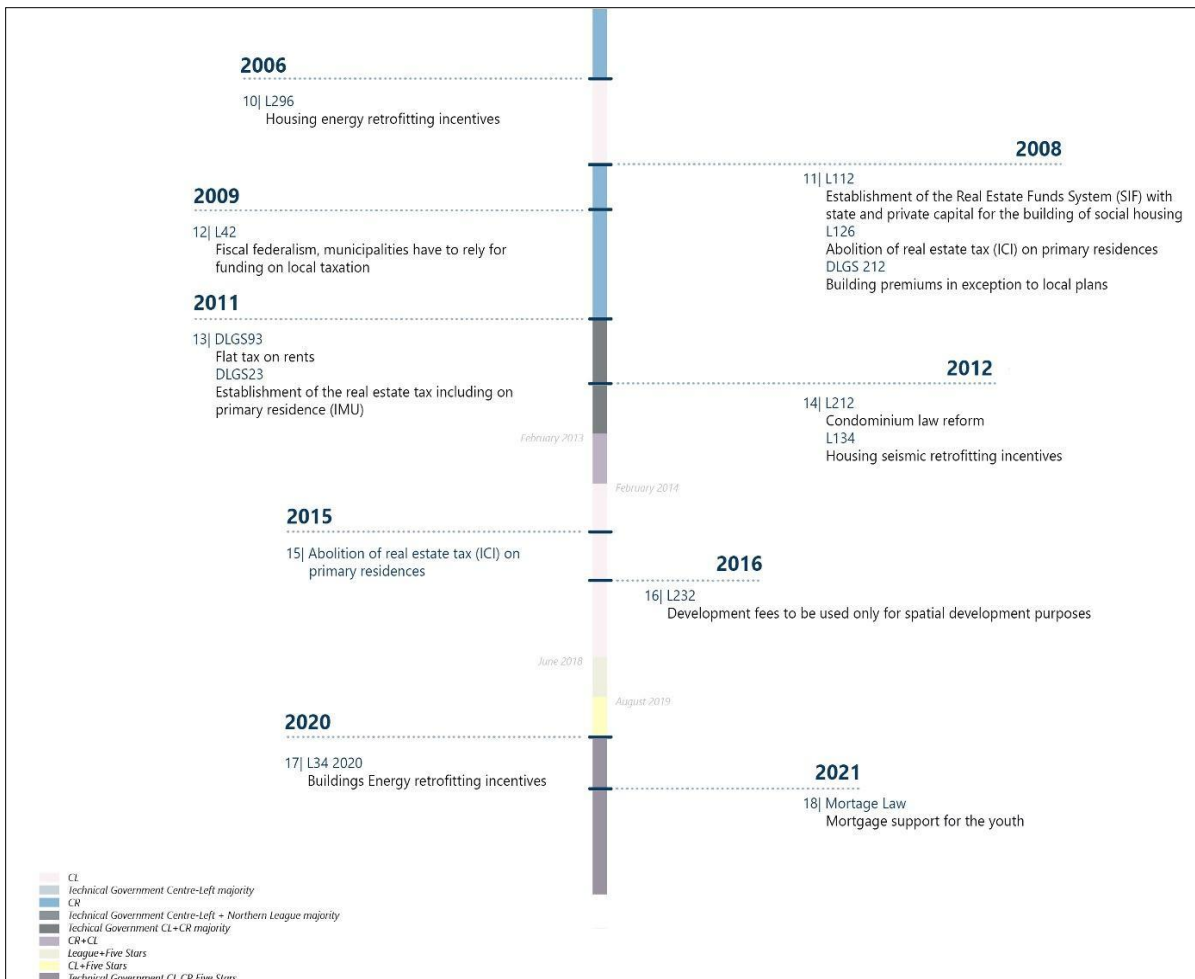 2006
10| L296
Housing energy retrofitting incentives
2008
11| L112
Establishment of the Real Estate Funds System (SIF) with
state and private capital for the building of social housing
L126
Abolition of real estate tax (ICI) on primary residences
DLGS 212
Building premiums in exception to local plans
2009
12| L42
Fiscal federalism, municipalities have to rely for
funding on local taxation
2011
13| DLGS93
Flat tax on rents
DLGS23
Establishment of the real estate tax including on
primary residence (IMU)
2012
14| L212
Condominium law reform
L134
Housing seismic retrofitting incentives
February 2013
February 2014
2015
15| Abolition of real estate tax (ICI) on
primary residences
2016
16| L232
Development fees to be used only for spatial development purposes
June 2018
August 2019
2020
17| L34 2020
Buildings Energy retrofitting incentives
2021
18| Mortage Law
Mortgage support for the youth
CL
Technical Government Centre-Left majority
CR
Technical Government Centre-Left + Northern League majority
Techical Government CL+CR majority
CR+CL
League+Five Stars
CL+Five Stars
Technical Government CL CR Five Stars